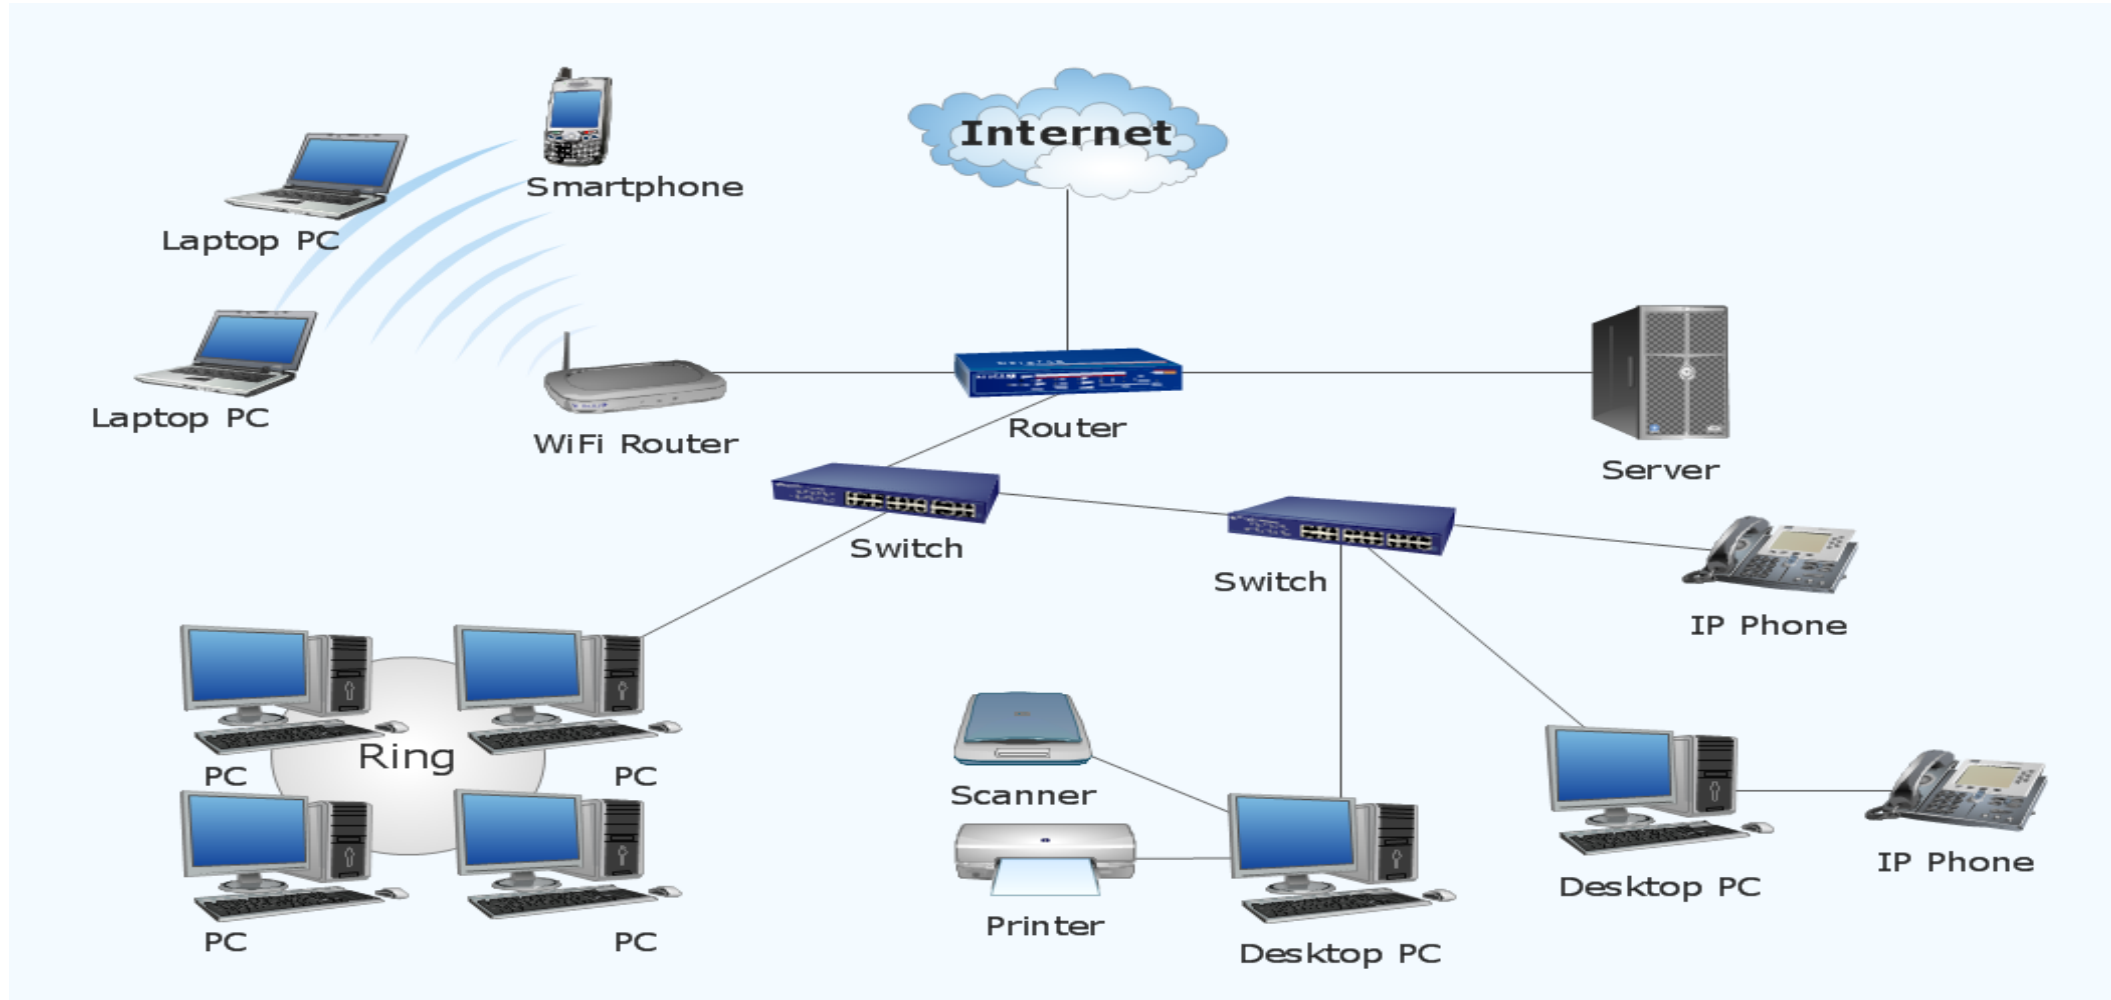 Internet
Smartphone
Laptop PC
Laptop PC
WiFi Router
Router
Server
Switch
Switch
IP Phone
Ring
PC
PC
PC
PC
Scanner
Printer
Desktop PC
Desktop PC
IP Phone